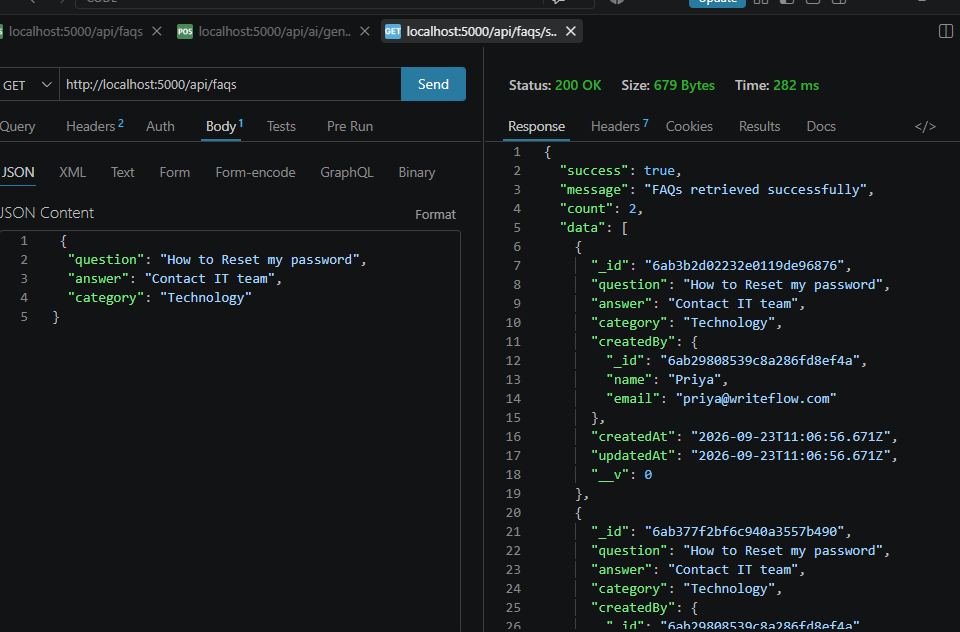 Update
localhost:5000/api/faqs
POS localhost:5000/api/ai/gen..
GET localhost:5000/api/faqs/s..
GET http://localhost:5000/api/faqs Send
Query Headers 2 Auth Body 1 Tests Pre Run
JSON XML Text Form Form-encode GraphQL Binary
JSON Content Format
1 {
2 "question": "How to Reset my password",
3 "answer": "Contact IT team",
4 "category": "Technology"
5 }
Status: 200 OK Size: 679 Bytes Time: 282 ms
Response Headers 7 Cookies Results Docs </>
1 {
2 "success": true,
3 "message": "FAQs retrieved successfully",
4 "count": 2,
5 "data": [
6 {
7 "_id": "6ab3b2d02232e0119de96876",
8 "question": "How to Reset my password",
9 "answer": "Contact IT team",
10 "category": "Technology",
11 "createdBy": {
12 "_id": "6ab29808539c8a286fd8ef4a",
13 "name": "Priya",
14 "email": "priya@writeflow.com"
15 },
16 "createdAt": "2026-09-23T11:06:56.671Z",
17 "updatedAt": "2026-09-23T11:06:56.671Z",
18 "__v": 0
19 },
20 {
21 "_id": "6ab377f2bf6c940a3557b490",
22 "question": "How to Reset my password",
23 "answer": "Contact IT team",
24 "category": "Technology",
25 "createdBy": {
26 "_id": "6ab29808539c8a286fd8ef4a"